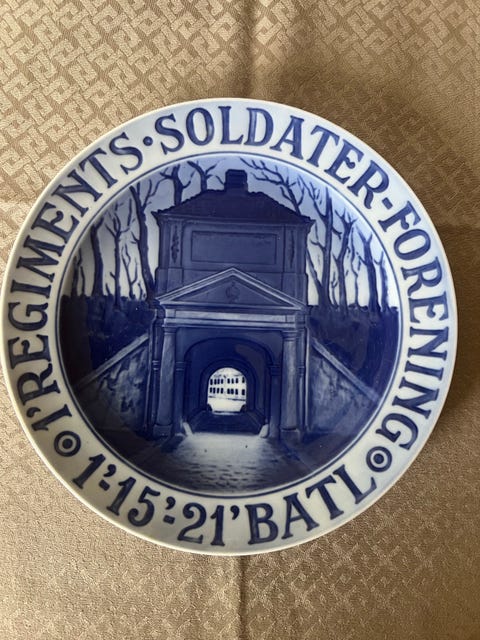 1'REGIMENTS·SOLDATER-FORENING
1'-15'-21'BATL